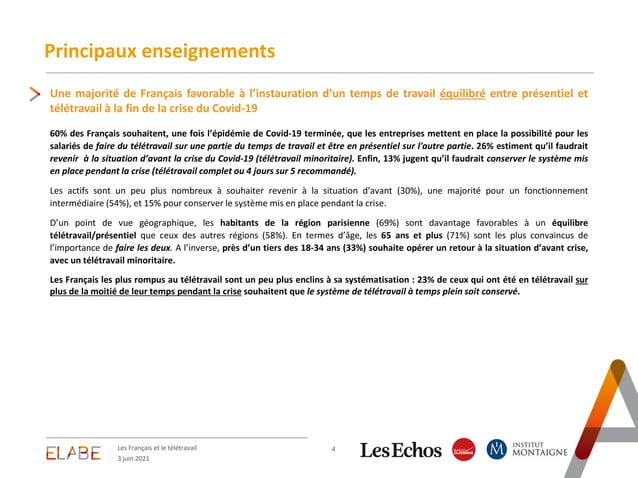 Principaux enseignements
Une majorité de Français favorable à l'instauration d'un temps de travail équilibré entre présentiel et
télétravail à la fin de la crise du Covid-19
60% des Français souhaitent, une fois l'épidémie de Covid-19 terminée, que les entreprises mettent en place la possibilité pour les
salariés de faire du télétravail sur une partie du temps de travail et être en présentiel sur l'autre partie. 26% estiment qu'il faudrait
revenir à la situation d'avant la crise du Covid-19 (télétravail minoritaire). Enfin, 13% jugent qu'il faudrait conserver le système mis
en place pendant la crise (télétravail complet ou 4 jours sur 5 recommandé).
Les actifs sont un peu plus nombreux à souhaiter revenir à la situation d'avant (30%), une majorité pour un fonctionnement
intermédiaire (54%), et 15% pour conserver le système mis en place pendant la crise.
D'un point de vue géographique, les habitants de la région parisienne (69%) sont davantage favorables à un équilibre
télétravail/présentiel que ceux des autres régions (58%). En termes d'âge, les 65 ans et plus (71%) sont les plus convaincus de
l'importance de faire les deux. A l'inverse, près d'un tiers des 18-34 ans (33%) souhaite opérer un retour à la situation d'avant crise,
avec un télétravail minoritaire.
Les Français les plus rompus au télétravail sont un peu plus enclins à sa systématisation : 23% de ceux qui ont été en télétravail sur
plus de la moitié de leur temps pendant la crise souhaitent que le système de télétravail à temps plein soit conservé.
ELABE
Les Français et le télétravail
3 juin 2021
4
Les Echos
RADIO CLASSIQUE
M
INSTITUT
MONTAIGNE